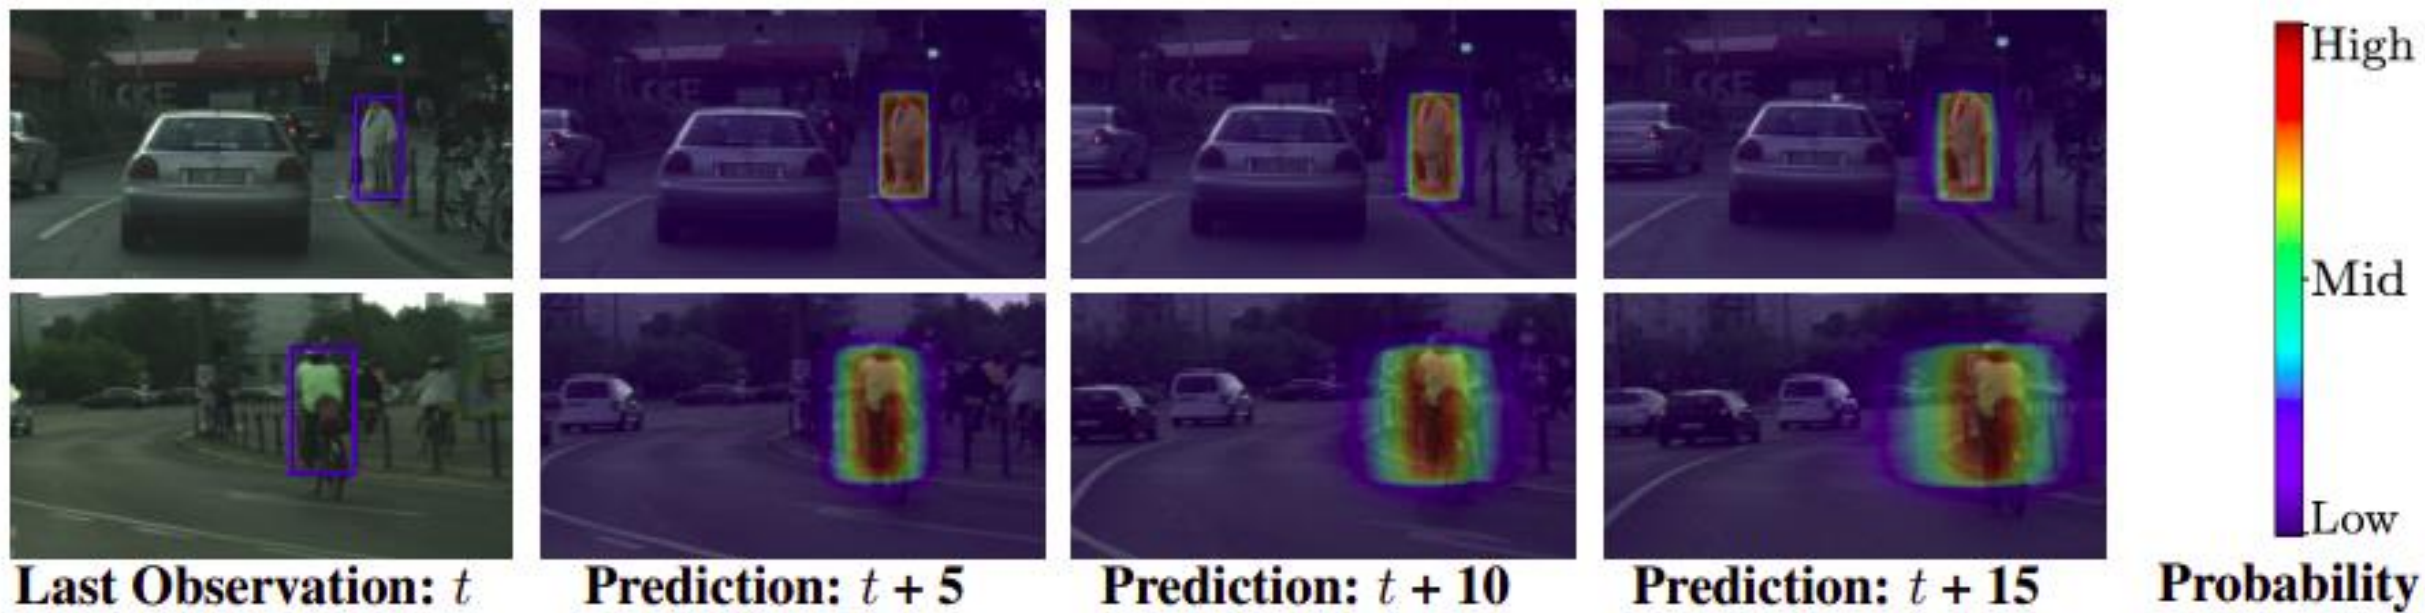 High
Mid
Low
Last Observation: t
Prediction: t + 5
Prediction: t + 10
Prediction: t + 15
Probability